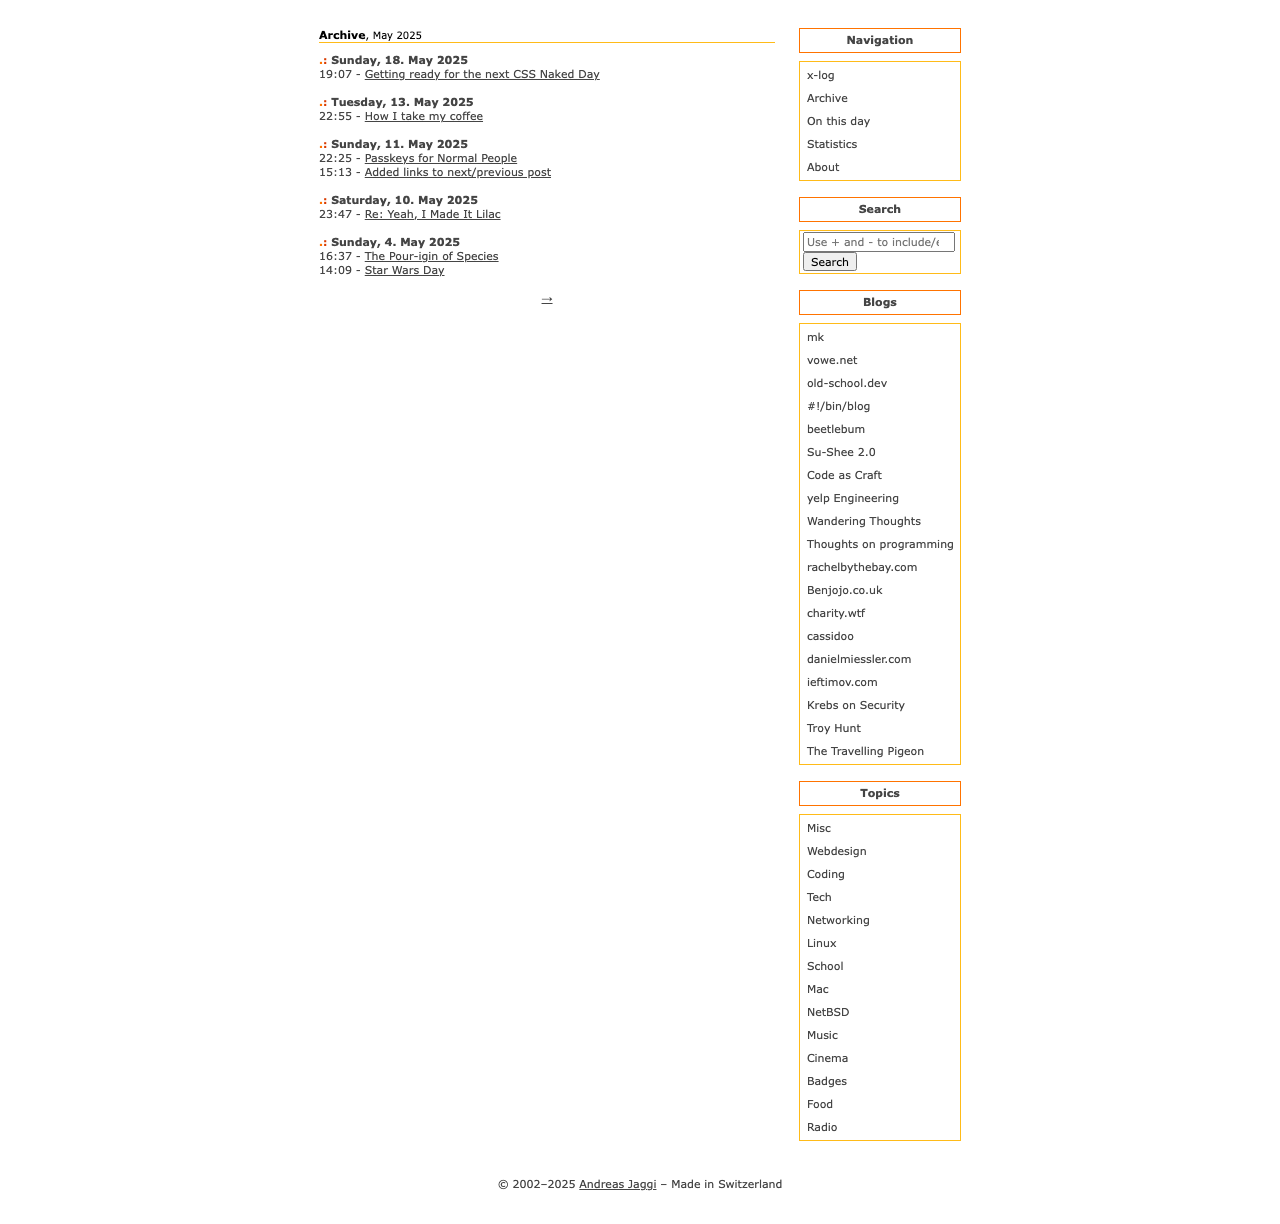 Archive, May 2025
.: Sunday, 18. May 2025
19:07 - Getting ready for the next CSS Naked Day
.: Tuesday, 13. May 2025
22:55 - How I take my coffee
.: Sunday, 11. May 2025
22:25 - Passkeys for Normal People
15:13 - Added links to next/previous post
.: Saturday, 10. May 2025
23:47 - Re: Yeah, I Made It Lilac
.: Sunday, 4. May 2025
16:37 - The Pour-igin of Species
14:09 - Star Wars Day
→
Navigation
x-log
Archive
On this day
Statistics
About
Search
Use + and - to include/e
Search
Blogs
mk
vowe.net
old-school.dev
#!/bin/blog
beetlebum
Su-Shee 2.0
Code as Craft
yelp Engineering
Wandering Thoughts
Thoughts on programming
rachelbythebay.com
Benjojo.co.uk
charity.wtf
cassidoo
danielmiessler.com
ieftimov.com
Krebs on Security
Troy Hunt
The Travelling Pigeon
Topics
Misc
Webdesign
Coding
Tech
Networking
Linux
School
Mac
NetBSD
Music
Cinema
Badges
Food
Radio
© 2002–2025 Andreas Jaggi – Made in Switzerland